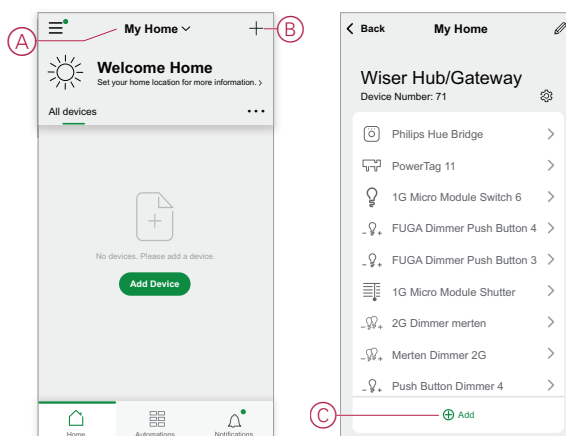 A
My Home
B
Welcome Home
Set your home location for more information. >
All devices
No devices. Please add a device.
Add Device
Home
Automations
Notifications
Back
My Home
Wiser Hub/Gateway
Device Number: 71
Philips Hue Bridge
PowerTag 11
1G Micro Module Switch 6
FUGA Dimmer Push Button 4
FUGA Dimmer Push Button 3
1G Micro Module Shutter
2G Dimmer merten
Merten Dimmer 2G
Push Button Dimmer 4
C
Add